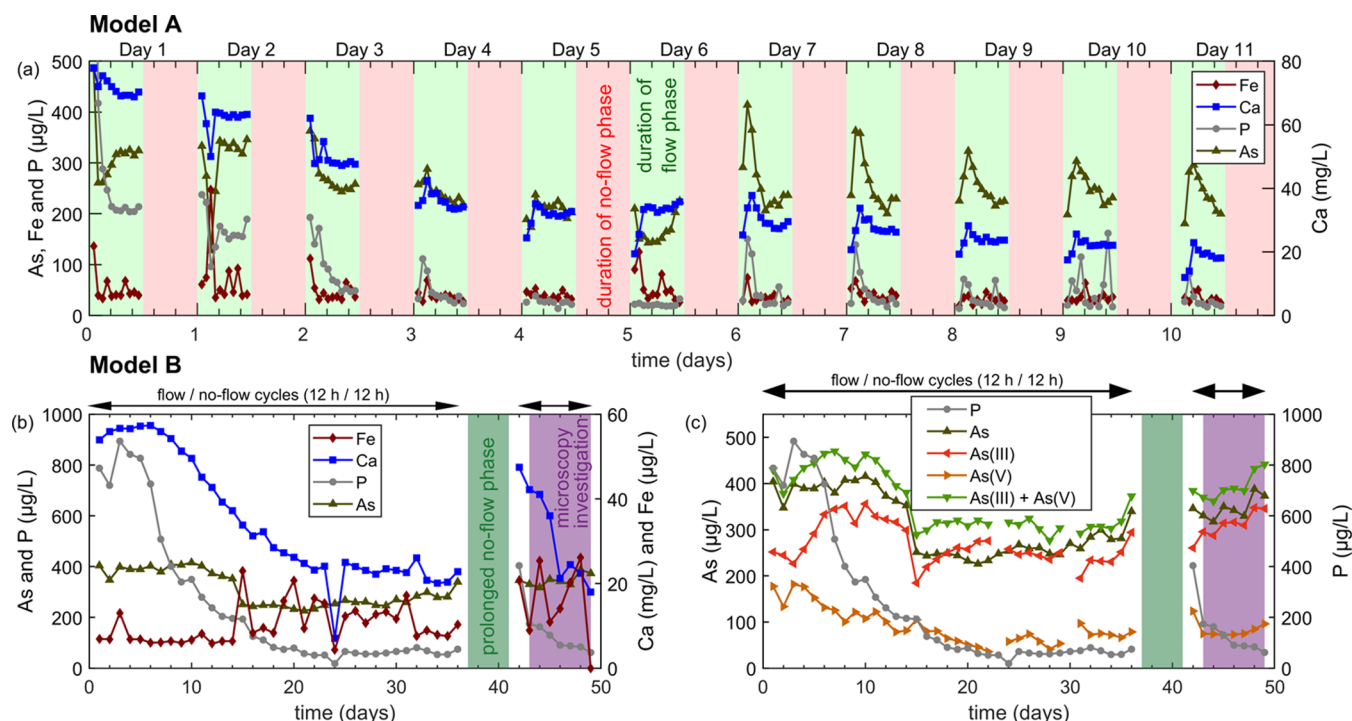 Model A
Day 1 Day 2 Day 3 Day 4 Day 5 Day 6 Day 7 Day 8 Day 9 Day 10 Day 11
(a)
500
400
300
200
100
0
As, Fe and P (µg/L)
duration of no-flow phase
duration of
flow phase
Fe
Ca
P
As
80
60
40
20
0
Ca (mg/L)
0 1 2 3 4 5 6 7 8 9 10
time (days)
Model B
flow / no-flow cycles (12 h / 12 h)
(b)
1000
800
600
400
200
0
As and P (µg/L)
Fe
Ca
P
As
prolonged no-flow phase
microscopy
investigation
60
40
20
0
Ca (mg/L) and Fe (µg/L)
0 10 20 30 40 50
time (days)
flow / no-flow cycles (12 h / 12 h)
(c)
500
400
300
200
100
0
As (µg/L)
P
As
As(III)
As(V)
As(III) + As(V)
1000
800
600
400
200
0
P (µg/L)
0 10 20 30 40 50
time (days)